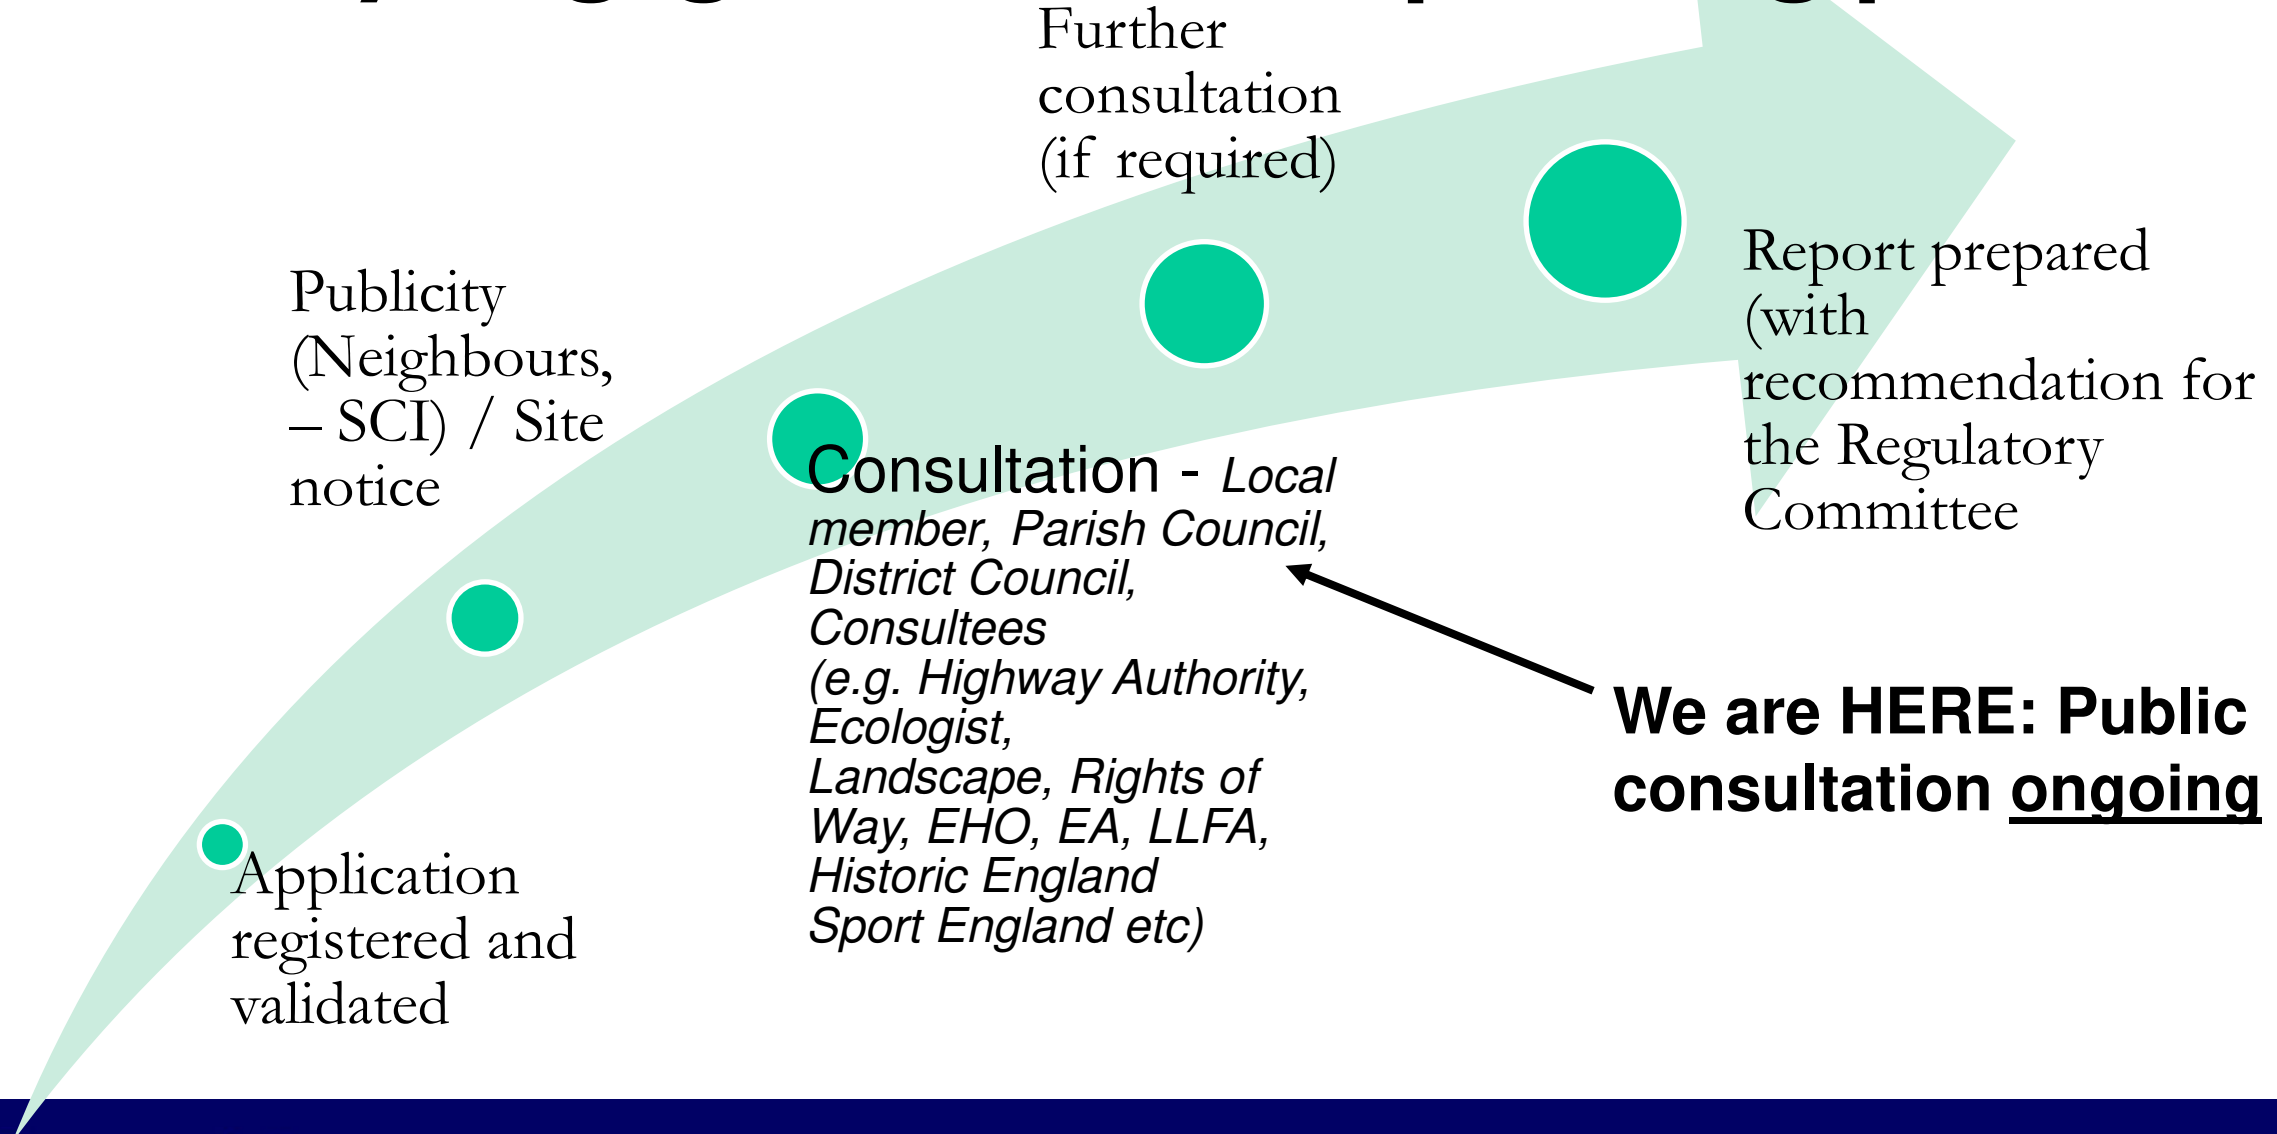 Application
registered and
validated
Publicity
(Neighbours,
– SCI) / Site
notice
Consultation - Local
member, Parish Council,
District Council,
Consultees
(e.g. Highway Authority,
Ecologist,
Landscape, Rights of
Way, EHO, EA, LLFA,
Historic England
Sport England etc)
Further
consultation
(if required)
Report prepared
(with
recommendation for
the Regulatory
Committee
We are HERE: Public
consultation ongoing